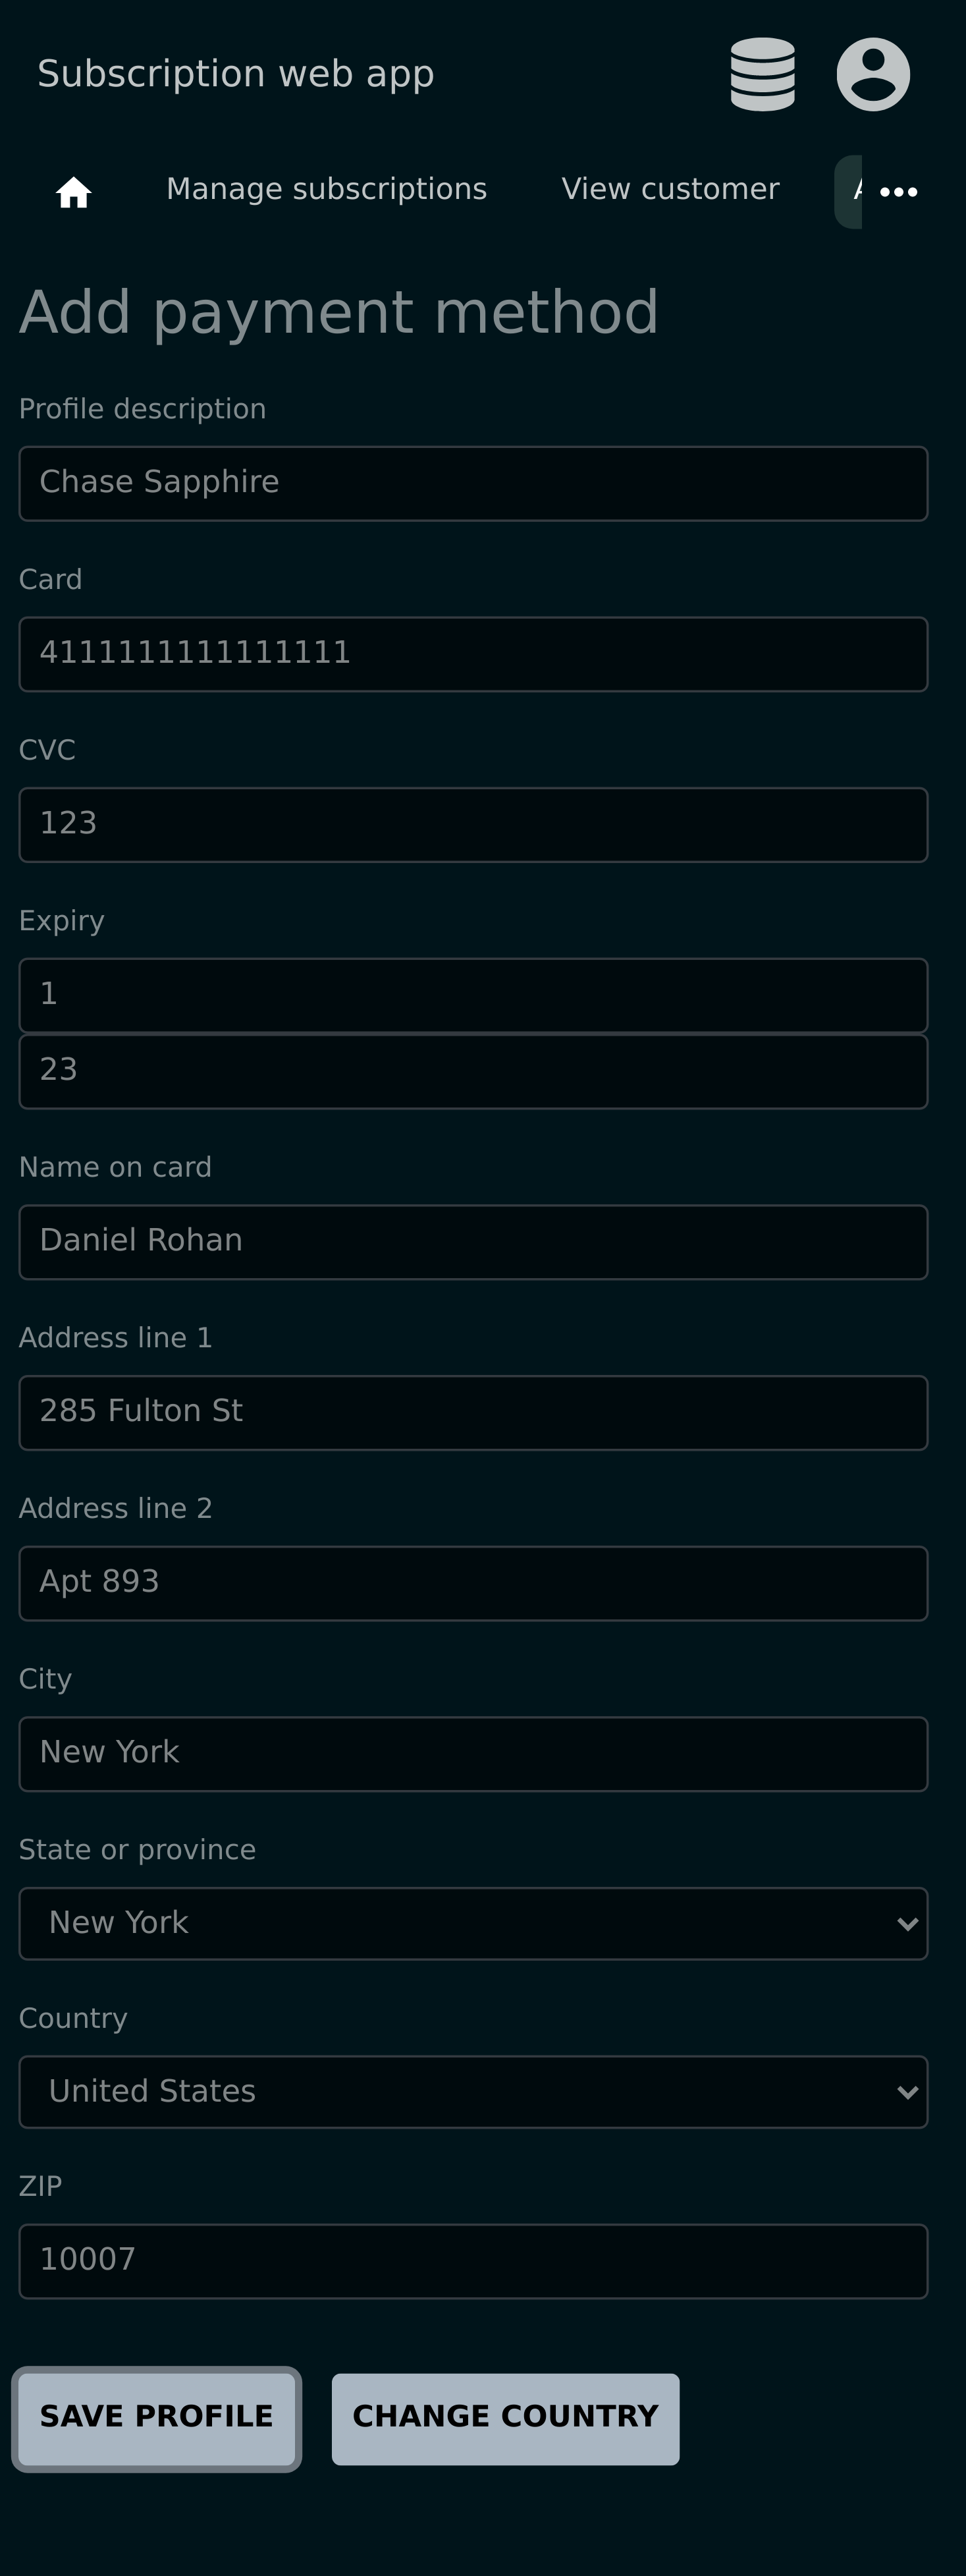 Subscription web app
Manage subscriptions View customer
Add payment method
Profile description
Chase Sapphire
Card
4111111111111111
CVC
123
Expiry
1
23
Name on card
Daniel Rohan
Address line 1
285 Fulton St
Address line 2
Apt 893
City
New York
State or province
New York
Country
United States
ZIP
10007
SAVE PROFILE CHANGE COUNTRY